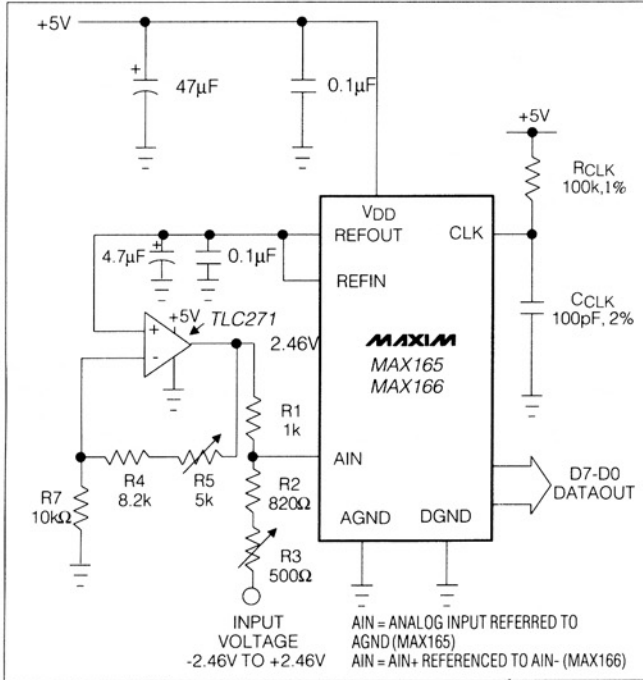 +5V
+
47µF
0.1µF
+5V
RCLK
100k,1%
VDD
REFOUT
CLK
+
4.7µF
0.1µF
REFIN
+5V
TLC271
+
-
2.46V
MAXIM
MAX165
MAX166
CCLK
100pF, 2%
R1
1k
AIN
R4
8.2k
R5
5k
R2
820Ω
R7
10kΩ
D7-D0
DATAOUT
R3
500Ω
AGND
DGND
INPUT
VOLTAGE
-2.46V TO +2.46V
AIN = ANALOG INPUT REFERRED TO
AGND (MAX165)
AIN = AIN+ REFERENCED TO AIN- (MAX166)